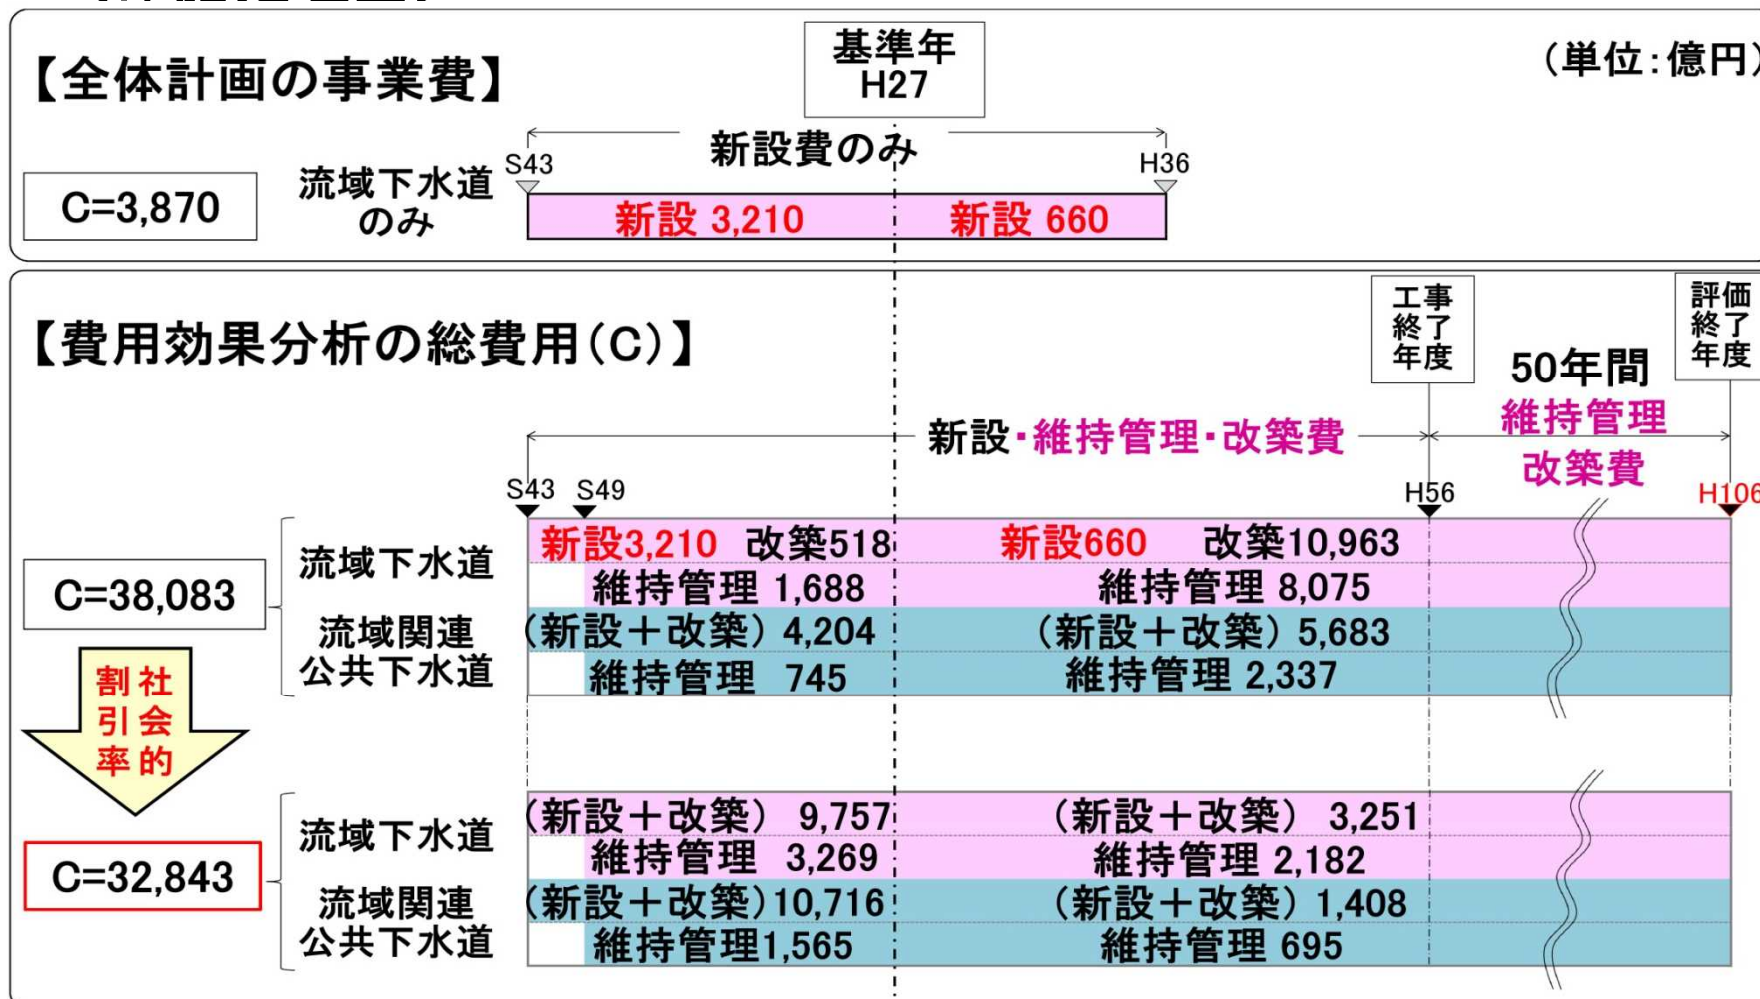 【全体計画の事業費】
基準年
H27
(単位:億円)
新設費のみ
S43
H36
C=3,870
流域下水道
のみ
新設 3,210
新設 660
【費用効果分析の総費用(C)】
工事
終了
年度
評価
終了
年度
50年間
新設・維持管理・改築費
維持管理
改築費
S43
S49
H56
H106
C=38,083
流域下水道
新設3,210 改築518
新設660 改築10,963
維持管理 1,688
維持管理 8,075
流域関連
公共下水道
(新設+改築) 4,204
(新設+改築) 5,683
維持管理 745
維持管理 2,337
社会的
割引率
C=32,843
流域下水道
(新設+改築) 9,757
(新設+改築) 3,251
維持管理 3,269
維持管理 2,182
流域関連
公共下水道
(新設+改築)10,716
(新設+改築) 1,408
維持管理1,565
維持管理 695